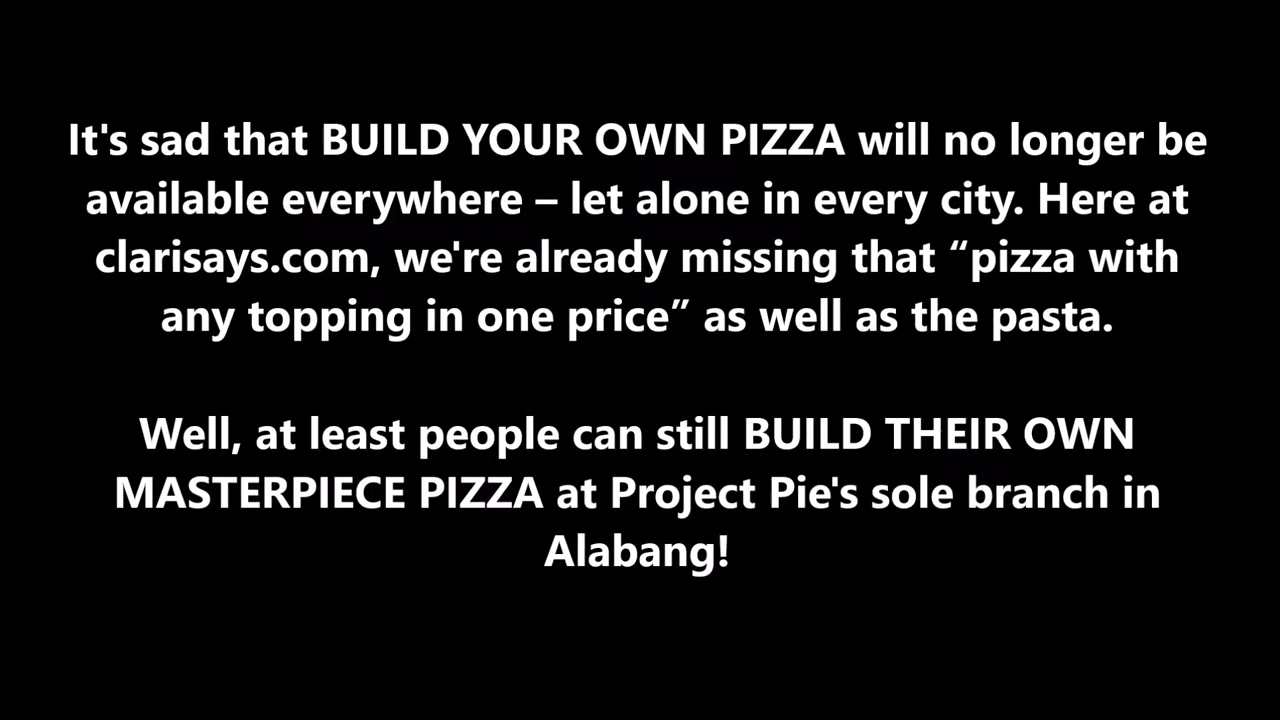 It's sad that BUILD YOUR OWN PIZZA will no longer be
available everywhere – let alone in every city. Here at
clarisays.com, we're already missing that “pizza with
any topping in one price” as well as the pasta.
Well, at least people can still BUILD THEIR OWN
MASTERPIECE PIZZA at Project Pie's sole branch in
Alabang!